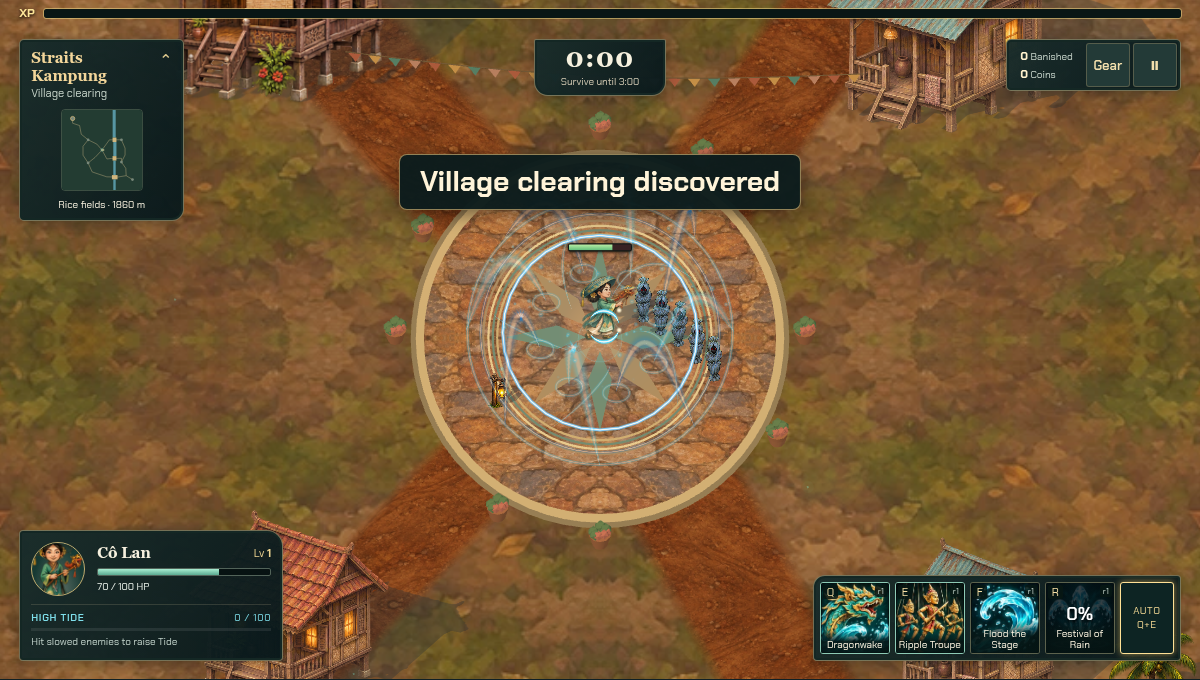 XP
Straits
Kampung
Village clearing
Rice fields · 1860 m
0:00
Survive until 3:00
0 Banished
0 Coins
Gear
Village clearing discovered
Cô Lan
Lv 1
70 / 100 HP
HIGH TIDE
0 / 100
Hit slowed enemies to raise Tide
Q
r1
Dragonwake
E
r1
Ripple Troupe
F
r1
Flood the
Stage
R
r1
0%
Festival of
Rain
AUTO
Q+E